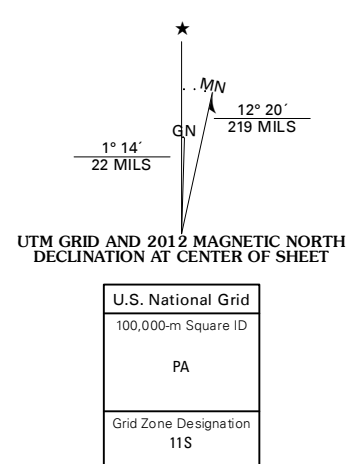 MN
GN
12° 20´
219 MILS
1° 14´
22 MILS
UTM GRID AND 2012 MAGNETIC NORTH
DECLINATION AT CENTER OF SHEET
U.S. National Grid
100,000-m Square ID
PA
Grid Zone Designation
11S